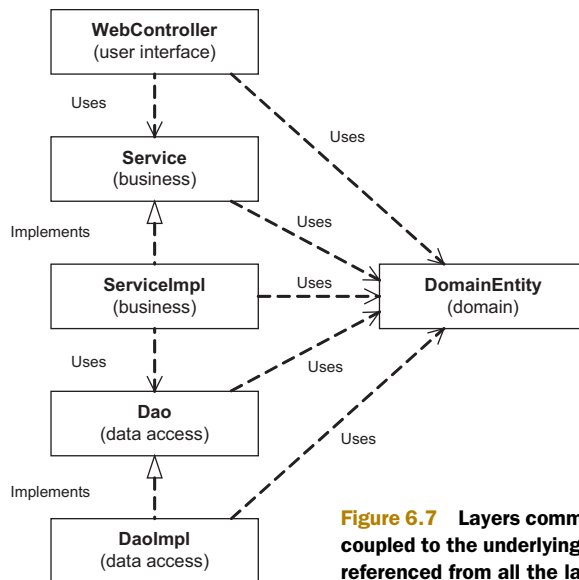 WebController
(user interface)
Uses
Uses
Service
(business)
Uses
Implements
ServiceImpl
(business)
Uses
DomainEntity
(domain)
Uses
Uses
Dao
(data access)
Uses
Implements
DaoImpl
(data access)
Figure 6.7 Layers comm
coupled to the underlying
referenced from all the la